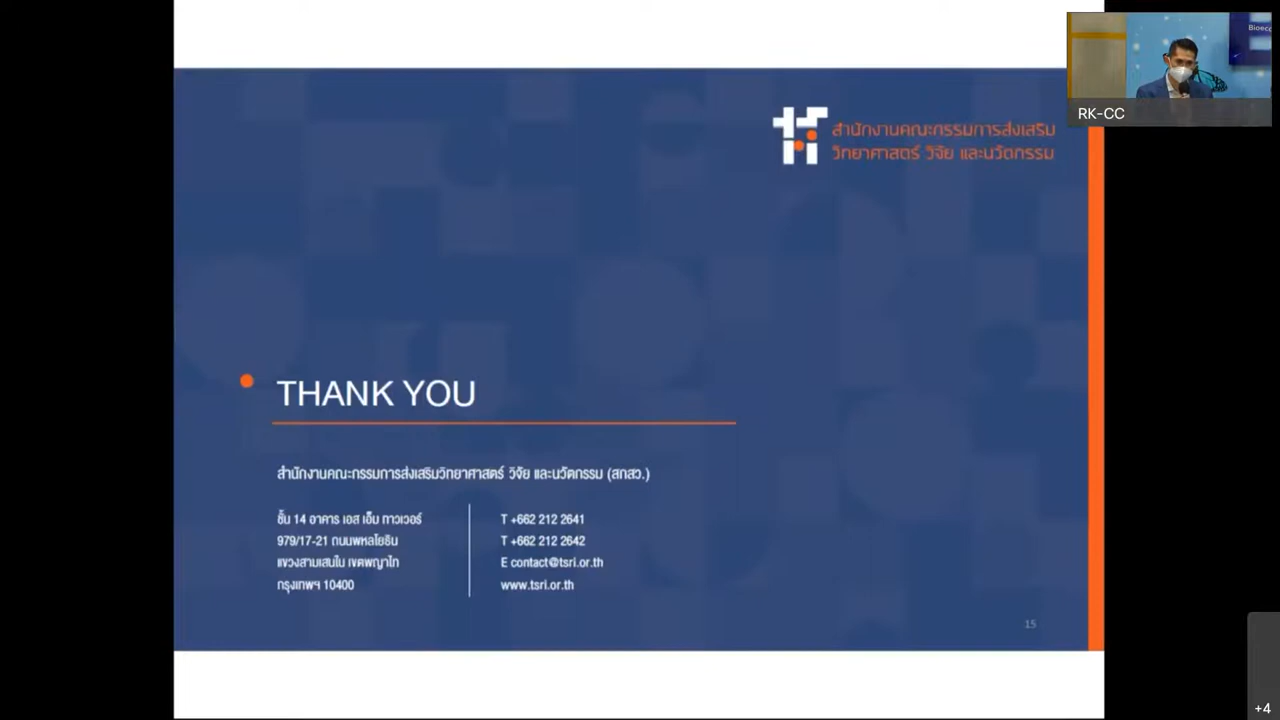 Bioecc
RK-CC
สำนักงานคณะกรรมการส่งเสริม
วิทยาศาสตร์ วิจัย และนวัตกรรม
THANK YOU
สำนักงานคณะกรรมการส่งเสริมวิทยาศาสตร์ วิจัย และนวัตกรรม (สกสว.)
ชั้น 14 อาคาร เอส เอ็ม ทาวเวอร์
979/17-21 ถนนพหลโยธิน
แขวงสามเสนใน เขตพญาไท
กรุงเทพฯ 10400
T +662 212 2641
T +662 212 2642
E contact@tsri.or.th
www.tsri.or.th
15
+4